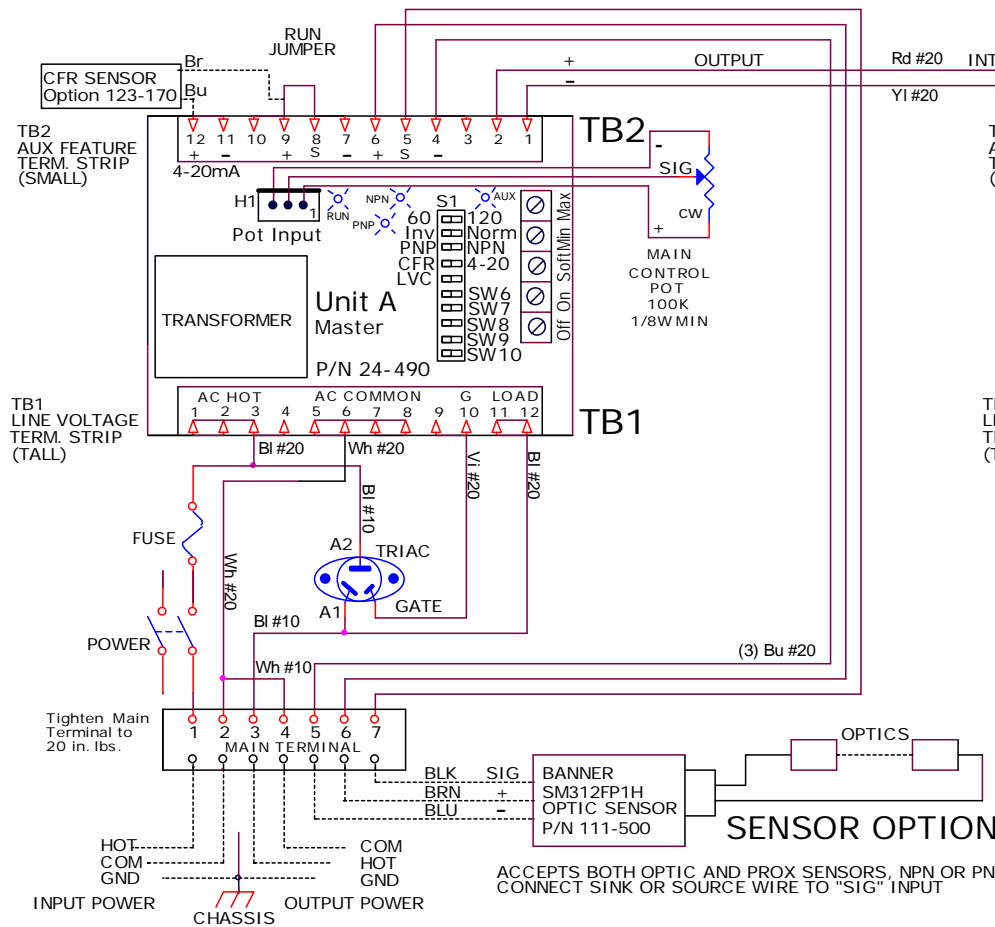 RUN
JUMPER
Br
CFR SENSOR
Option 123-170
Bu
+ OUTPUT Rd #20 INT
- Yl #20
TB2
AUX FEATURE
TERM. STRIP
(SMALL)
12 11 10 9 8 7 6 5 4 3 2 1
+ - + S - + S -
4-20mA
TB2
H1
1
Pot Input
RUN
NPN
PNP
AUX
S1
60 120
Inv Norm
PNP NPN
CFR 4-20
LVC
SW6
SW7
SW8
SW9
SW10
Off On Soft Min Max
-
SIG
cw
+
MAIN
CONTROL
POT
100K
1/8W MIN
TRANSFORMER
Unit A
Master
P/N 24-490
TB1
LINE VOLTAGE
TERM. STRIP
(TALL)
AC HOT AC COMMON G LOAD
1 2 3 4 5 6 7 8 9 10 11 12
TB1
Bl #20
Wh #20
Vi #20
Bl #20
Bl #10
FUSE
Wh #20
A2 TRIAC
A1 GATE
Bl #10
POWER
Wh #10
(3) Bu #20
Tighten Main
Terminal to
20 in. lbs.
1 2 3 4 5 6 7
MAIN TERMINAL
OPTICS
BLK SIG
BRN +
BLU -
BANNER
SM312FP1H
OPTIC SENSOR
P/N 111-500
SENSOR OPTION
HOT
COM
GND
INPUT POWER
COM
HOT
GND
OUTPUT POWER
CHASSIS
ACCEPTS BOTH OPTIC AND PROX SENSORS, NPN OR PN
CONNECT SINK OR SOURCE WIRE TO "SIG" INPUT